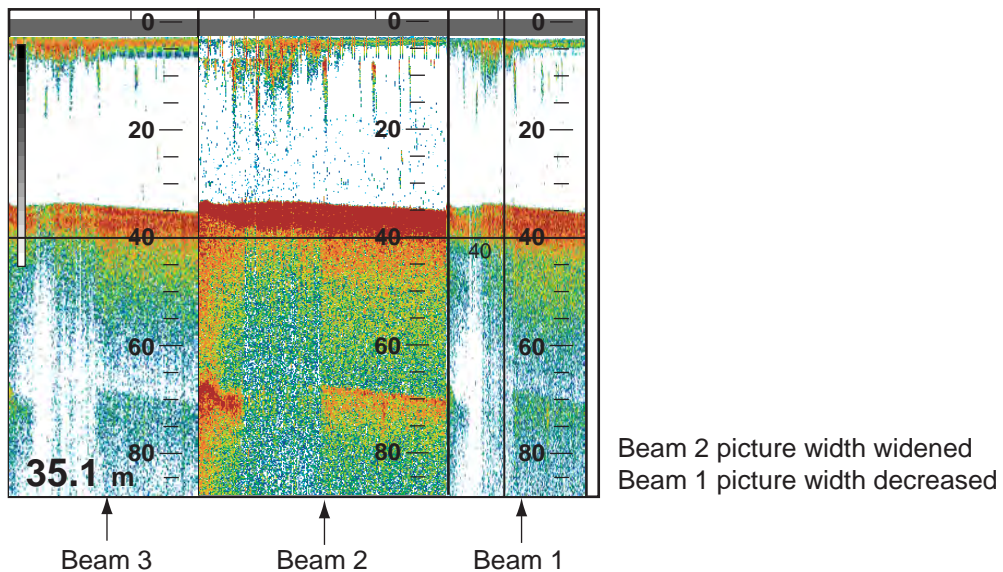 0 0 0
20 20 20
40 40 40
40
60 60 60
80 80 80
35.1 m
Beam 2 picture width widened
Beam 1 picture width decreased
Beam 3 Beam 2 Beam 1